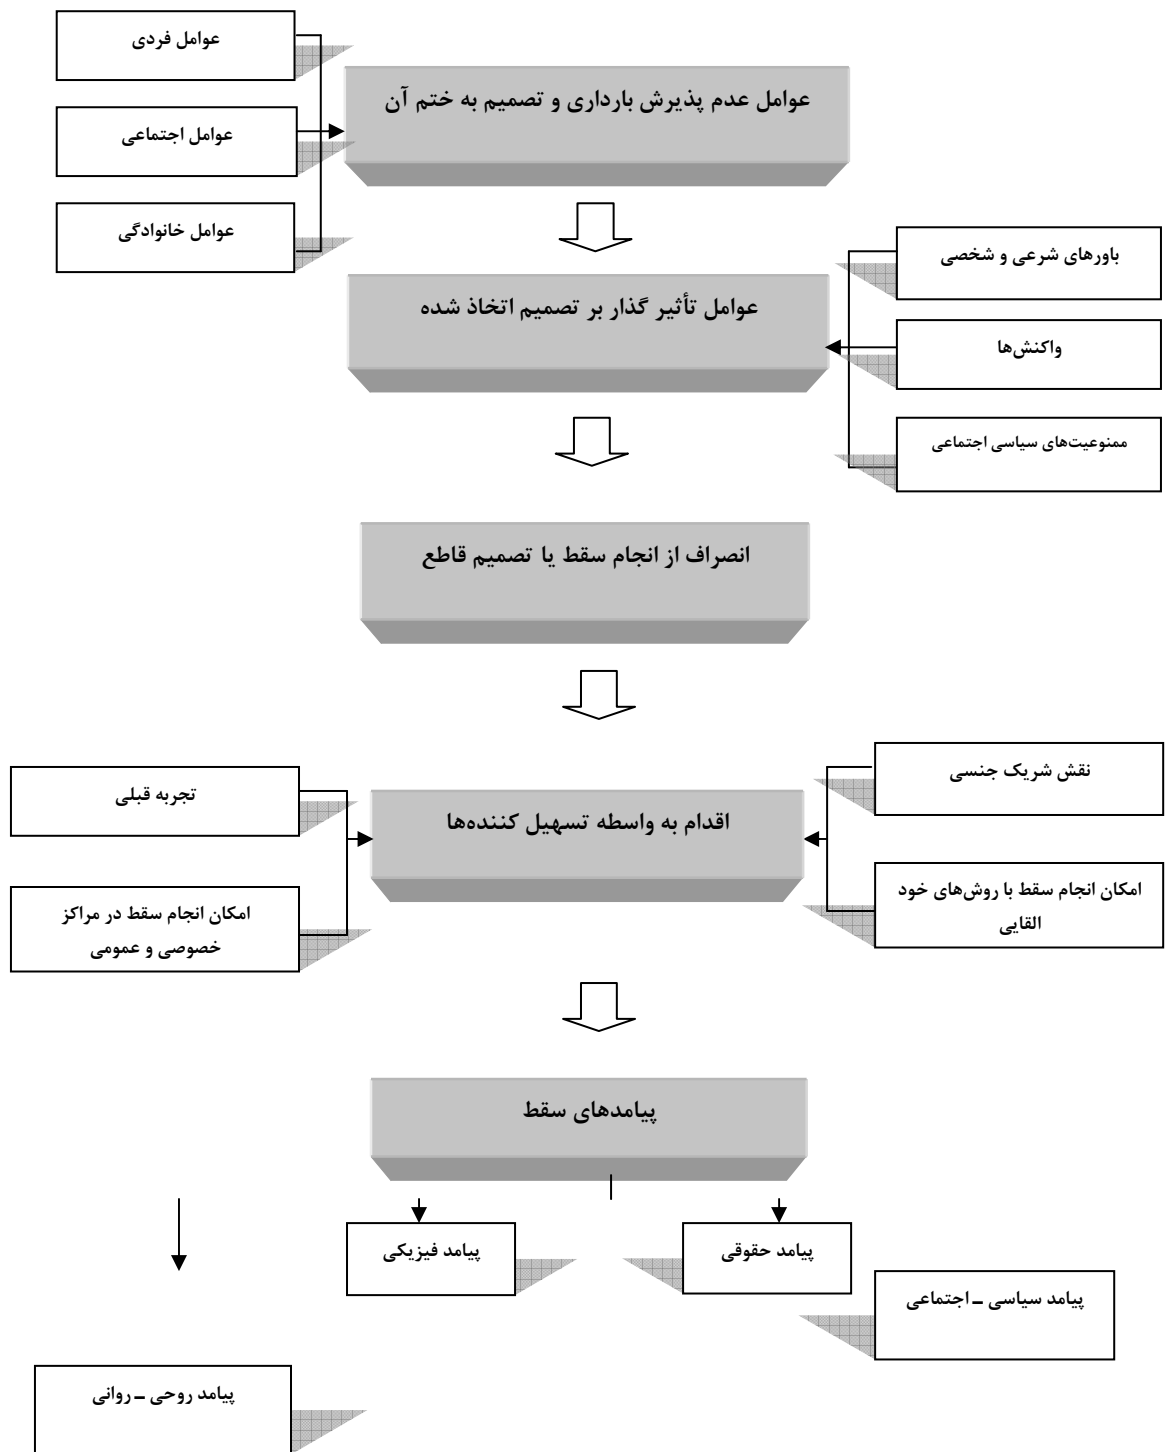 عوامل فردی
عوامل عدم پذیرش بارداری و تصمیم به ختم آن
عوامل اجتماعی
عوامل خانوادگی
باورهای شرعی و شخصی
عوامل تأثیر گذار بر تصمیم اتخاذ شده
واکنش‌ها
ممنوعیت‌های سیاسی اجتماعی
انصراف از انجام سقط یا تصمیم قاطع
نقش شریک جنسی
تجربه قبلی
اقدام به واسطه تسهیل کننده‌ها
امکان انجام سقط با روش‌های خود
القایی
امکان انجام سقط در مراکز
خصوصی و عمومی
پیامدهای سقط
پیامد حقوقی
پیامد فیزیکی
پیامد سیاسی ـ اجتماعی
پیامد روحی ـ روانی